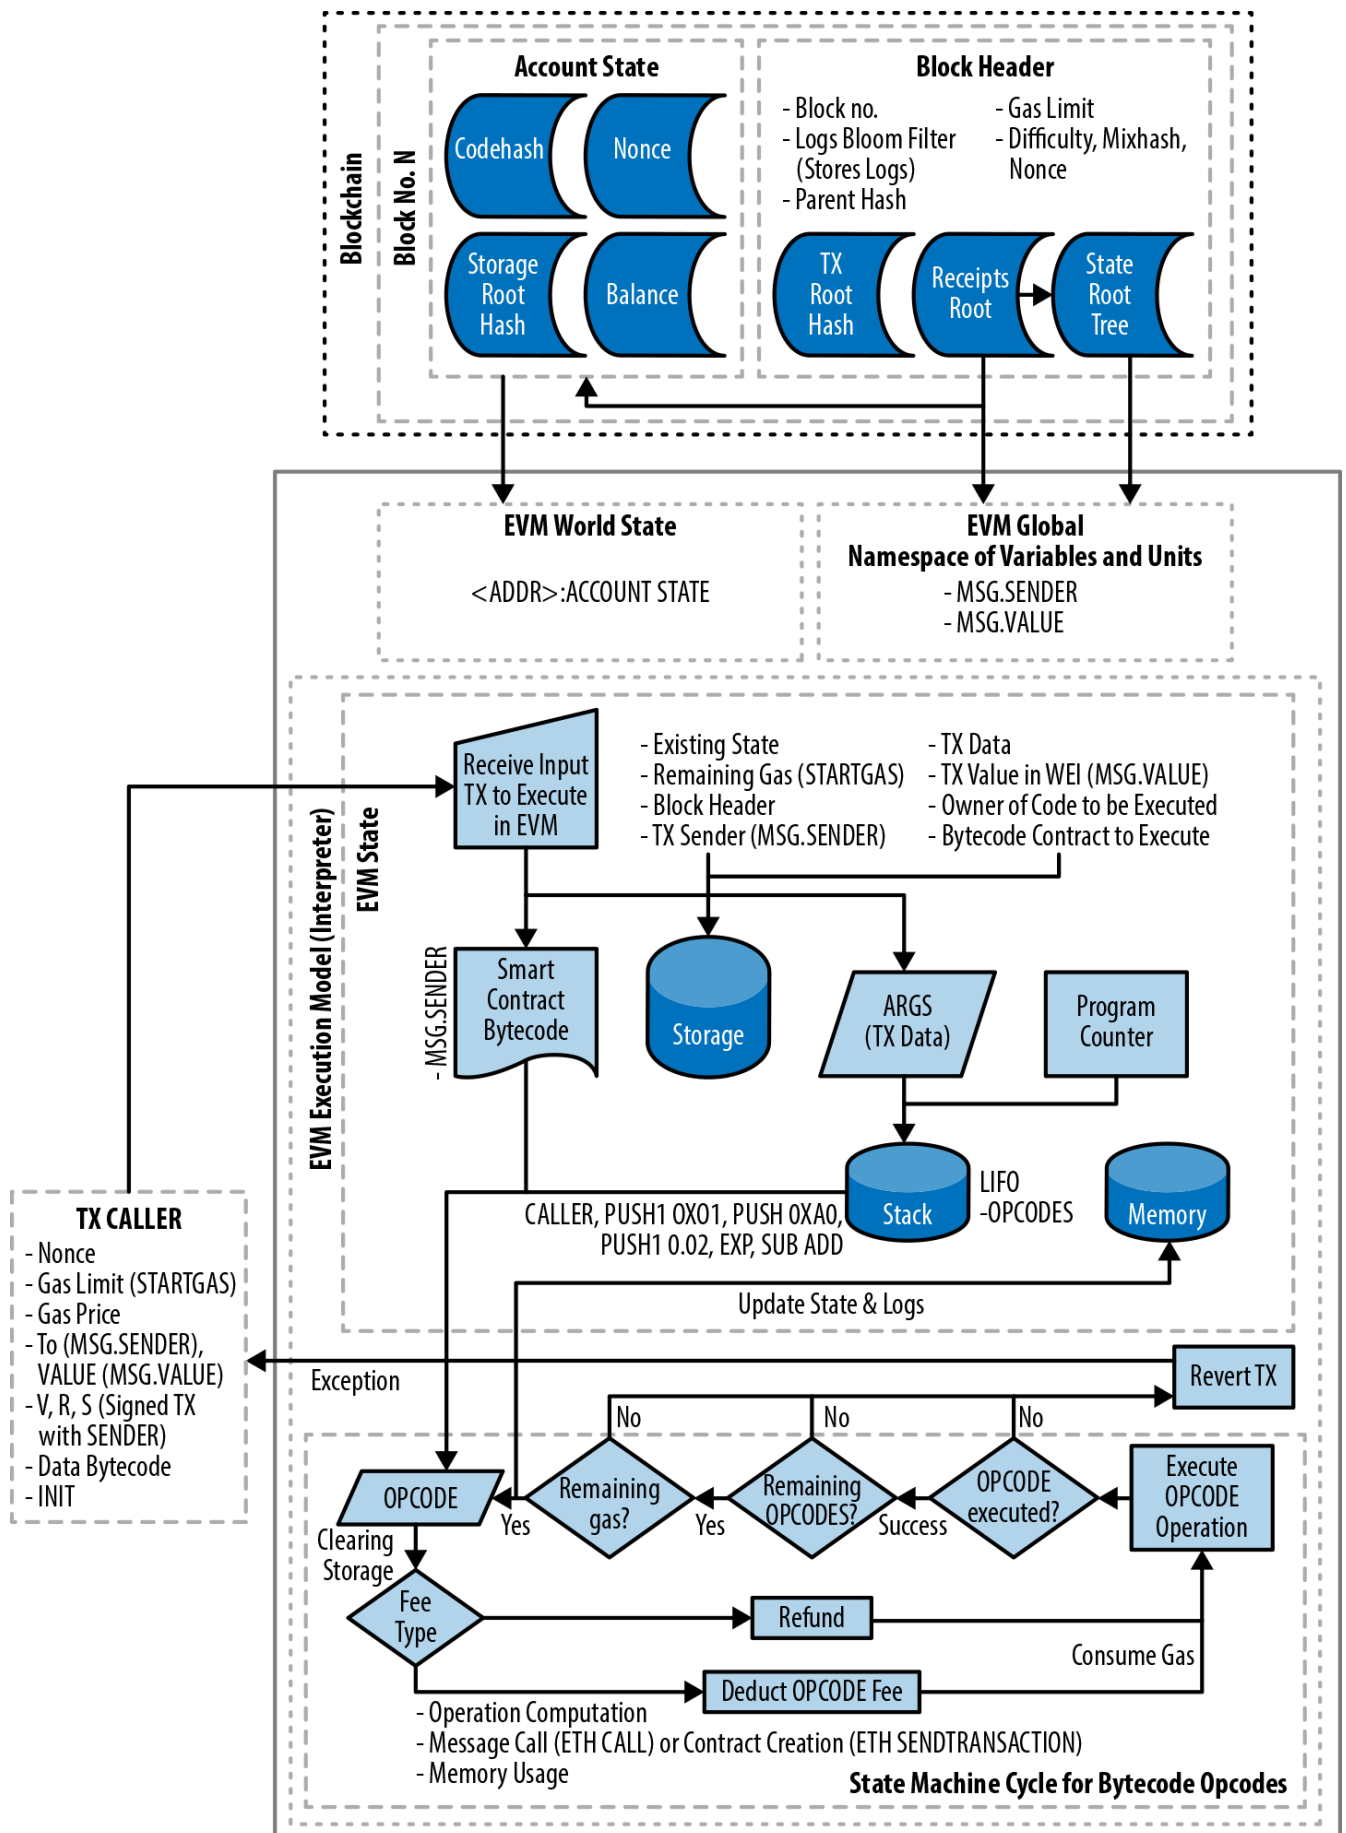 Blockchain
Block No. N
Account State
Codehash
Nonce
Storage
Root
Hash
Balance
Block Header
- Block no.
- Logs Bloom Filter
(Stores Logs)
- Parent Hash
- Gas Limit
- Difficulty, Mixhash,
Nonce
TX
Root
Hash
Receipts
Root
State
Root
Tree
EVM World State
<ADDR>:ACCOUNT STATE
EVM Global
Namespace of Variables and Units
- MSG.SENDER
- MSG.VALUE
EVM Execution Model (Interpreter)
EVM State
Receive Input
TX to Execute
in EVM
- Existing State
- Remaining Gas (STARTGAS)
- Block Header
- TX Sender (MSG.SENDER)
- TX Data
- TX Value in WEI (MSG.VALUE)
- Owner of Code to be Executed
- Bytecode Contract to Execute
- MSG.SENDER
Smart
Contract
Bytecode
Storage
ARGS
(TX Data)
Program
Counter
Stack
LIFO
-OPCODES
Memory
CALLER, PUSH1 0X01, PUSH 0XA0,
PUSH1 0.02, EXP, SUB ADD
Update State & Logs
TX CALLER
- Nonce
- Gas Limit (STARTGAS)
- Gas Price
- To (MSG.SENDER),
VALUE (MSG.VALUE)
- V, R, S (Signed TX
with SENDER)
- Data Bytecode
- INIT
Exception
Revert TX
No
No
No
OPCODE
Yes
Remaining
gas?
Yes
Remaining
OPCODES?
Success
OPCODE
executed?
Execute
OPCODE
Operation
Clearing
Storage
Fee
Type
Refund
Consume Gas
Deduct OPCODE Fee
- Operation Computation
- Message Call (ETH CALL) or Contract Creation (ETH SENDTRANSACTION)
- Memory Usage
State Machine Cycle for Bytecode Opcodes